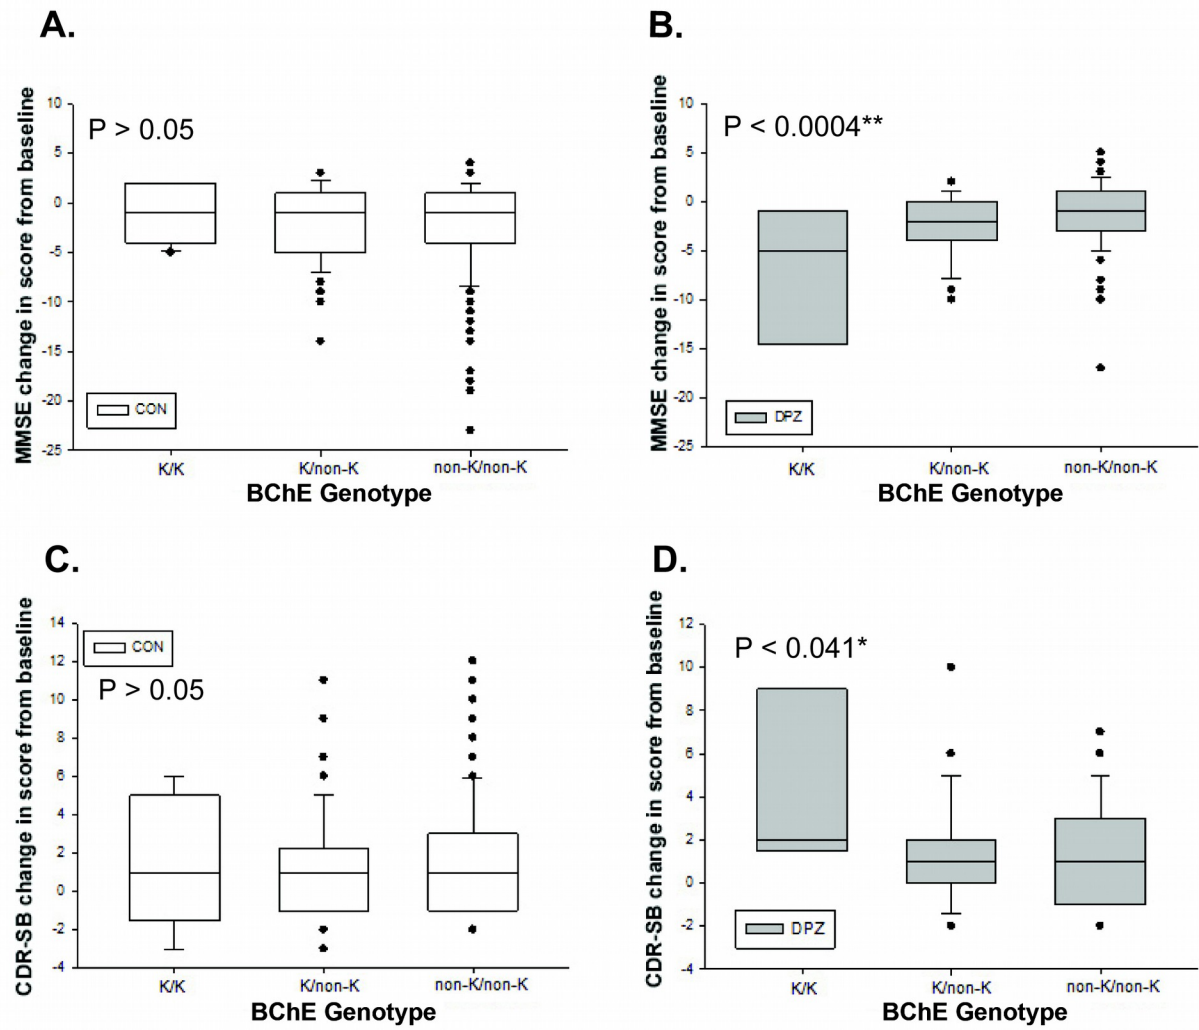 A.
MMSE change in score from baseline
10
5
0
-5
-10
-15
-20
-25
P > 0.05
CON
K/K
K/non-K
non-K/non-K
BChE Genotype
B.
MMSE change in score from baseline
10
5
0
-5
-10
-15
-20
-25
P < 0.0004**
DPZ
K/K
K/non-K
non-K/non-K
BChE Genotype
C.
CDR-SB change in score from baseline
14
12
10
8
6
4
2
0
-2
-4
CON
P > 0.05
K/K
K/non-K
non-K/non-K
BChE Genotype
D.
CDR-SB change in score from baseline
12
10
8
6
4
2
0
-2
-4
P < 0.041*
DPZ
K/K
K/non-K
non-K/non-K
BChE Genotype